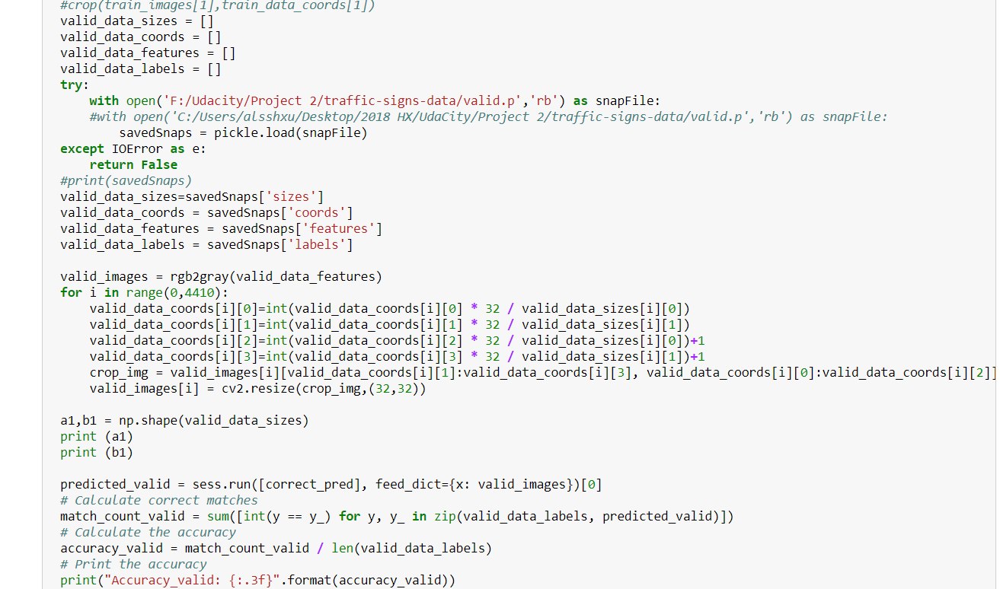 #crop(train_images[1],train_data_coords[1])
valid_data_sizes = []
valid_data_coords = []
valid_data_features = []
valid_data_labels = []
try:
    with open('F:/Udacity/Project 2/traffic-signs-data/valid.p','rb') as snapFile:
    #with open('C:/Users/alsshxu/Desktop/2018 HX/UdaCity/Project 2/traffic-signs-data/valid.p','rb') as snapFile:
        savedSnaps = pickle.load(snapFile)
except IOError as e:
    return False
#print(savedSnaps)
valid_data_sizes=savedSnaps['sizes']
valid_data_coords = savedSnaps['coords']
valid_data_features = savedSnaps['features']
valid_data_labels = savedSnaps['labels']

valid_images = rgb2gray(valid_data_features)
for i in range(0,4410):
    valid_data_coords[i][0]=int(valid_data_coords[i][0] * 32 / valid_data_sizes[i][0])
    valid_data_coords[i][1]=int(valid_data_coords[i][1] * 32 / valid_data_sizes[i][1])
    valid_data_coords[i][2]=int(valid_data_coords[i][2] * 32 / valid_data_sizes[i][0])+1
    valid_data_coords[i][3]=int(valid_data_coords[i][3] * 32 / valid_data_sizes[i][1])+1
    crop_img = valid_images[i][valid_data_coords[i][1]:valid_data_coords[i][3], valid_data_coords[i][0]:valid_data_coords[i][2]]
    valid_images[i] = cv2.resize(crop_img,(32,32))

a1,b1 = np.shape(valid_data_sizes)
print (a1)
print (b1)

predicted_valid = sess.run([correct_pred], feed_dict={x: valid_images})[0]
# Calculate correct matches
match_count_valid = sum([int(y == y_) for y, y_ in zip(valid_data_labels, predicted_valid)])
# Calculate the accuracy
accuracy_valid = match_count_valid / len(valid_data_labels)
# Print the accuracy
print("Accuracy_valid: {:.3f}".format(accuracy_valid))